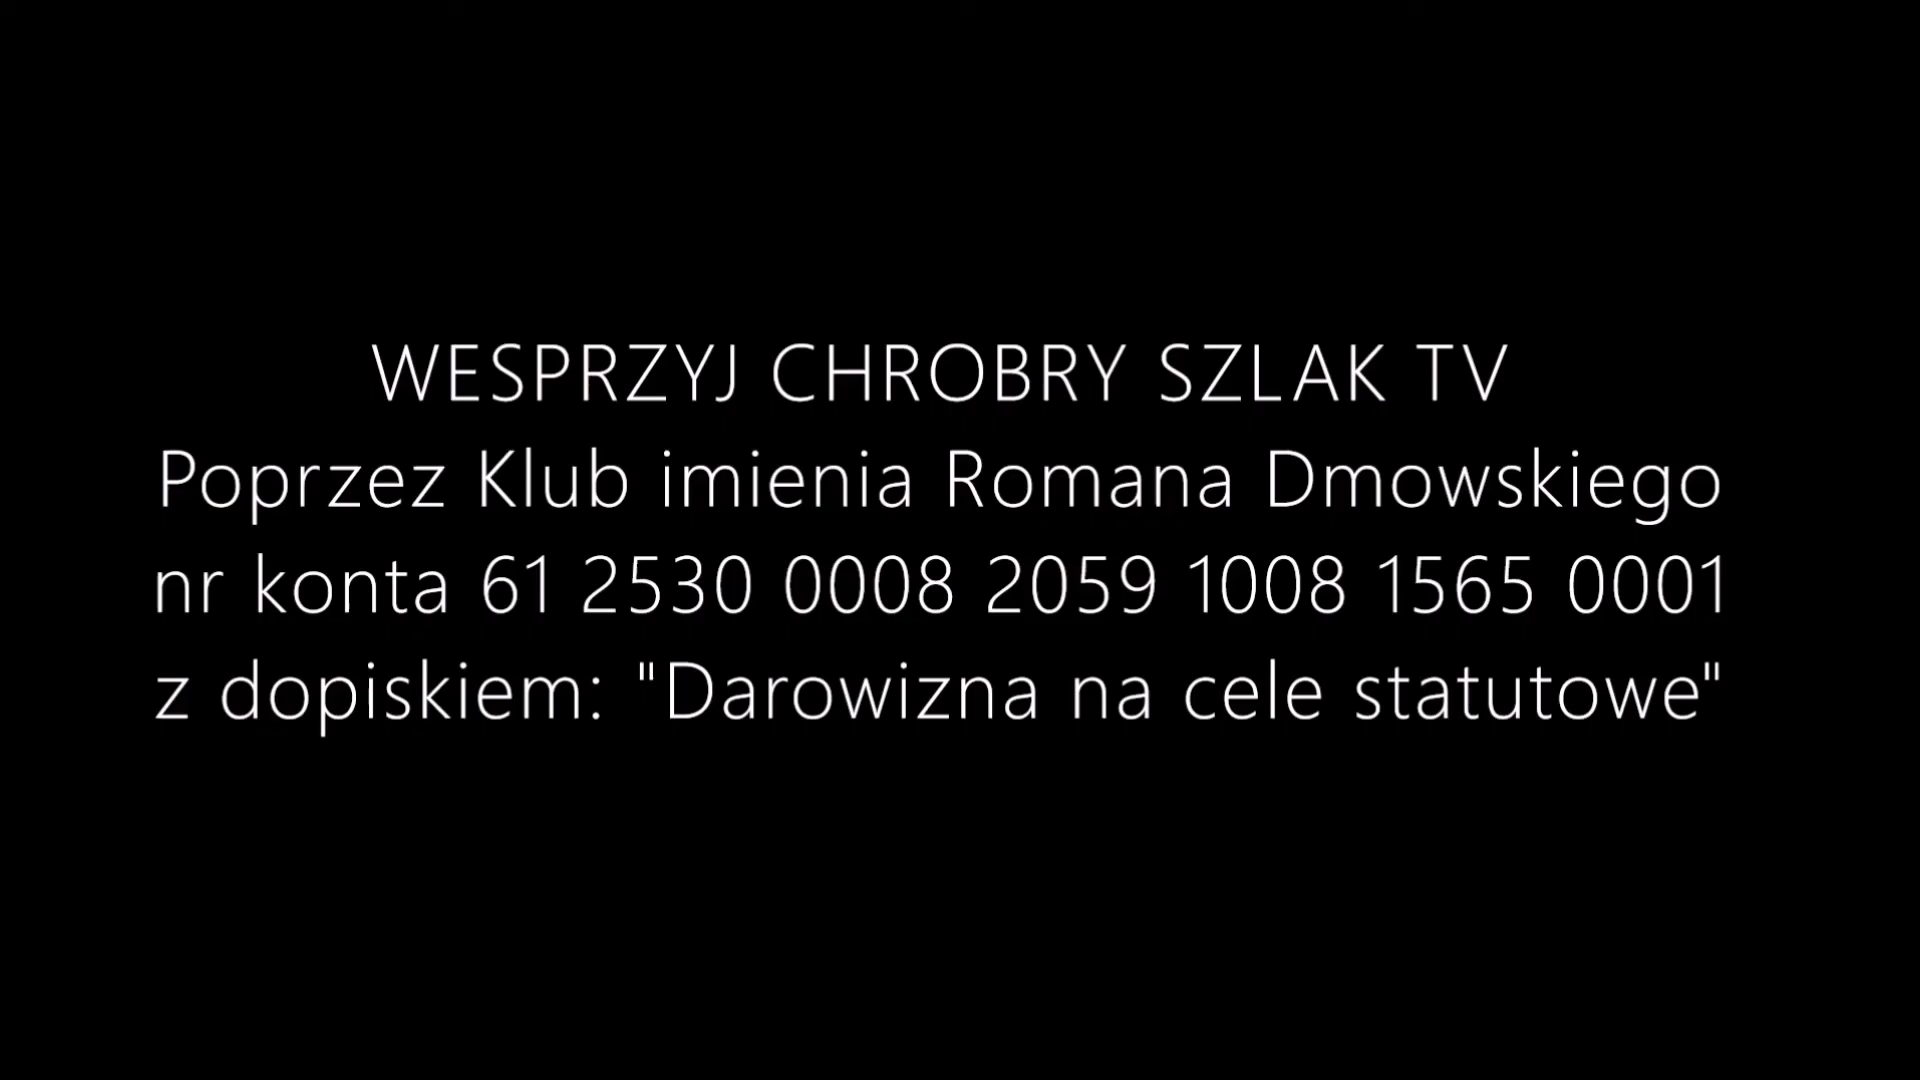 WESPRZYJ CHROBRY SZLAK TV
Poprzez Klub imienia Romana Dmowskiego
nr konta 61 2530 0008 2059 1008 1565 0001
z dopiskiem: "Darowizna na cele statutowe"